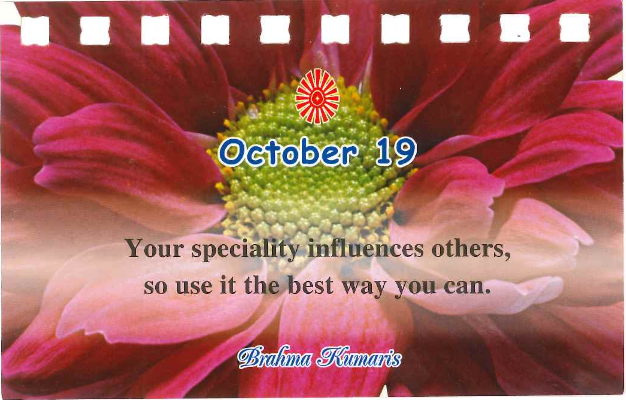 October 19
Your speciality influences others,
so use it the best way you can.
Brahma Kumaris